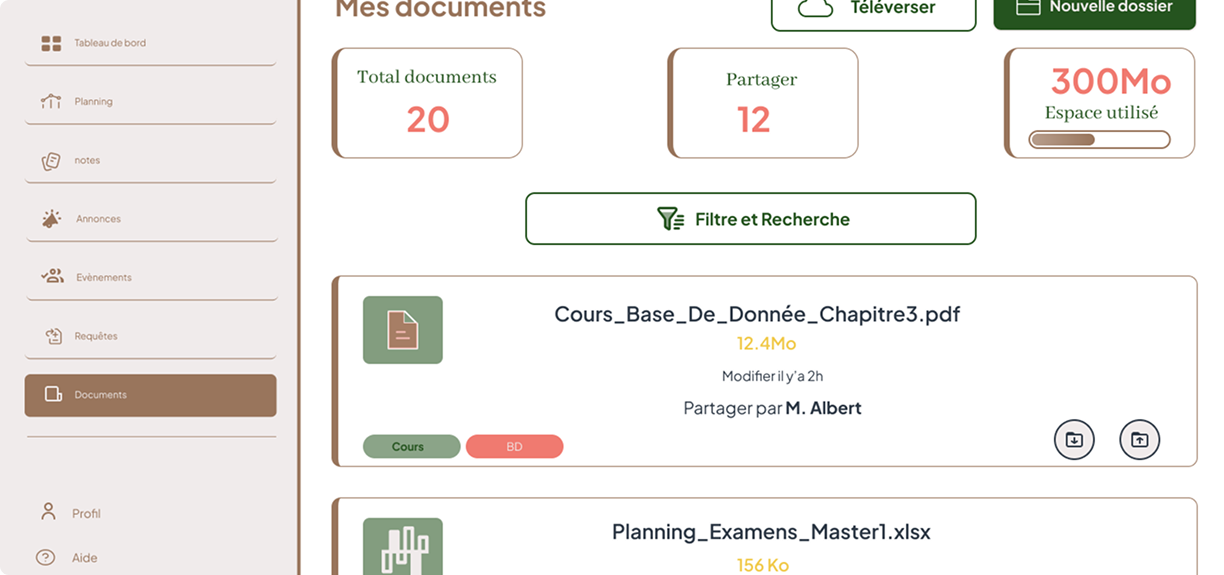 Tableau de bord
Planning
notes
Annonces
Evènements
Requêtes
Documents
Profil
Aide
Mes documents
Téléverser
Nouvelle dossier
Total documents
20
Partager
12
300Mo
Espace utilisé
Filtre et Recherche
Cours_Base_De_Donnée_Chapitre3.pdf
12.4Mo
Modifier il y'a 2h
Partager par M. Albert
Cours
BD
Planning_Examens_Master1.xlsx
156 Ko